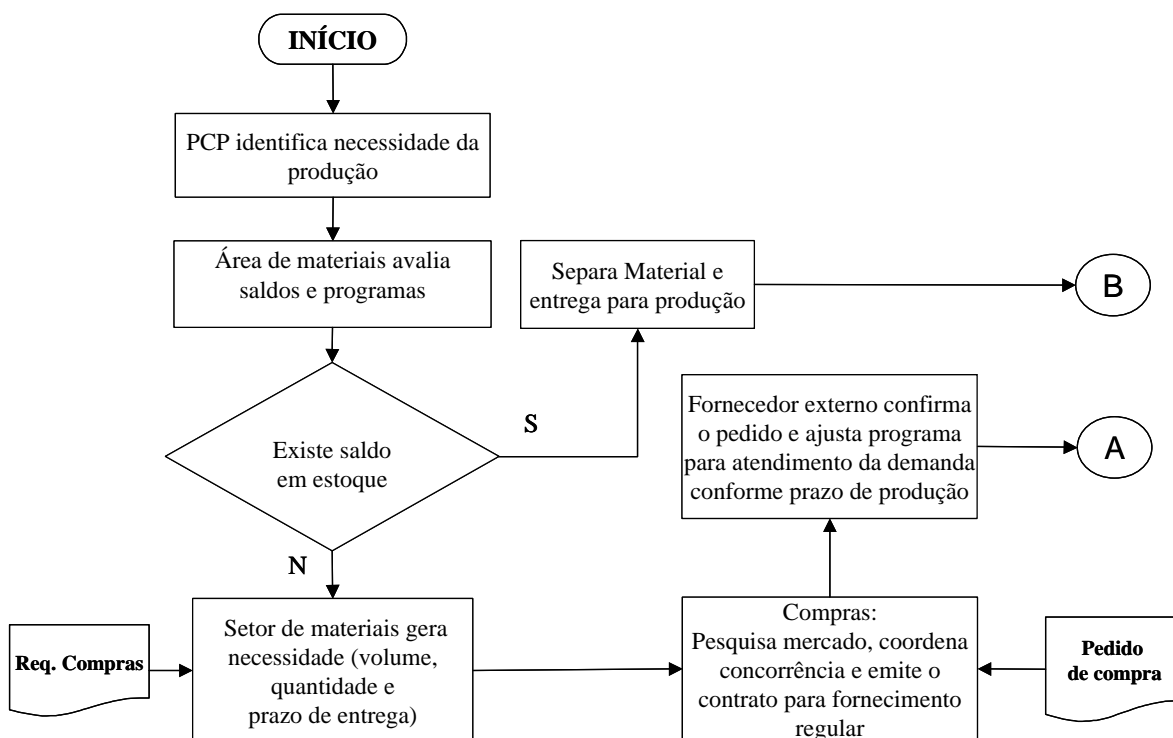 INÍCIO
PCP identifica necessidade da
produção
Área de materiais avalia
saldos e programas
Separa Material e
entrega para produção
B
Existe saldo
em estoque
S
N
Fornecedor externo confirma
o pedido e ajusta programa
para atendimento da demanda
conforme prazo de produção
A
Req. Compras
Setor de materiais gera
necessidade (volume,
quantidade e
prazo de entrega)
Compras:
Pesquisa mercado, coordena
concorrência e emite o
contrato para fornecimento
regular
Pedido
de compra